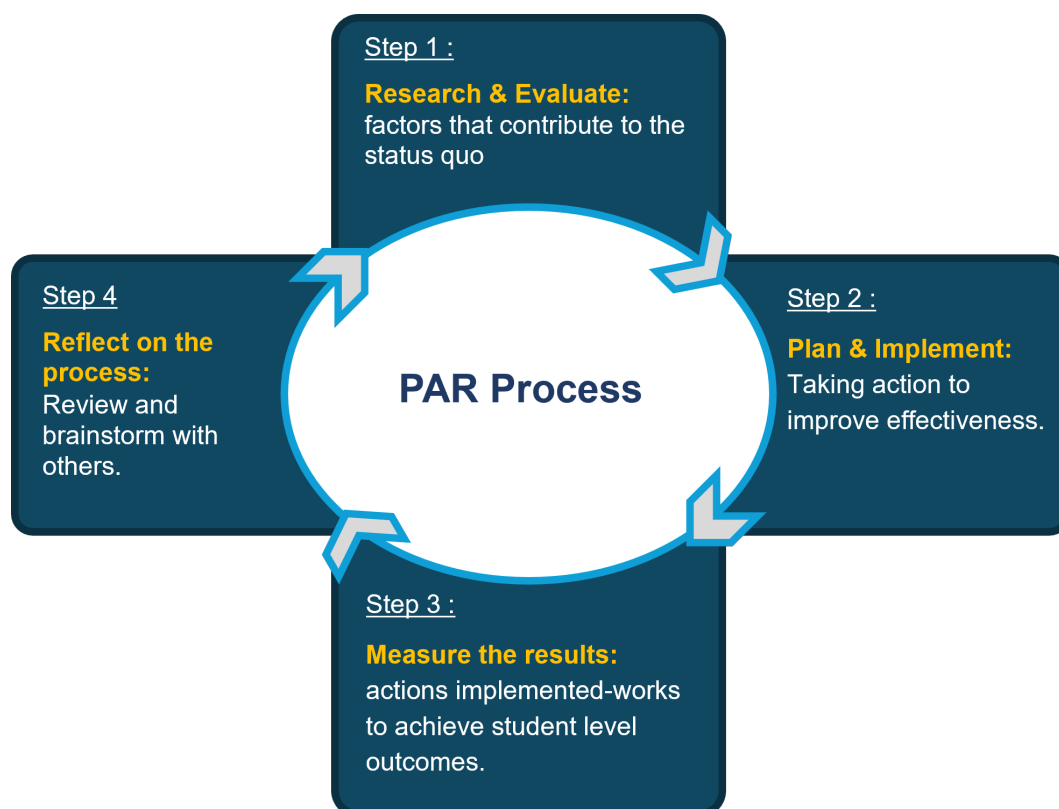 Step 1 :
Research & Evaluate:
factors that contribute to the
status quo
Step 2 :
Plan & Implement:
Taking action to
improve effectiveness.
Step 3 :
Measure the results:
actions implemented-works
to achieve student level
outcomes.
Step 4
Reflect on the
process:
Review and
brainstorm with
others.
PAR Process